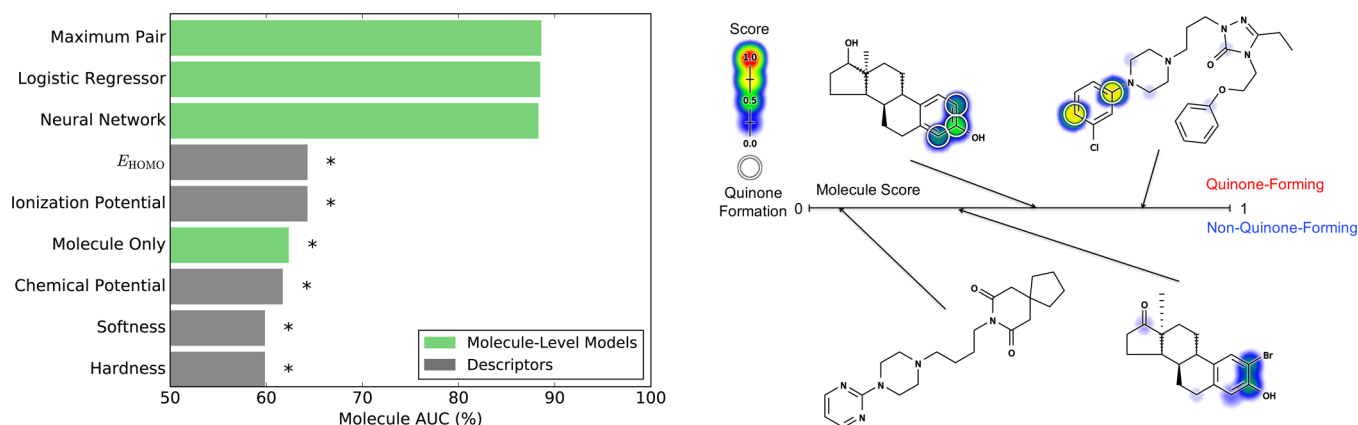 Maximum Pair
Logistic Regressor
Neural Network
E_HOMO *
Ionization Potential *
Molecule Only *
Chemical Potential *
Softness *
Hardness *
Molecule-Level Models
Descriptors
50 60 70 80 90 100
Molecule AUC (%)
Score
1.0
0.5
0.0
Quinone
Formation
OH
OH
N
N
N
N
N
O
O
Cl
Molecule Score
0 1
Quinone-Forming
Non-Quinone-Forming
O
N
O
N
N
N
N
O
Br
OH